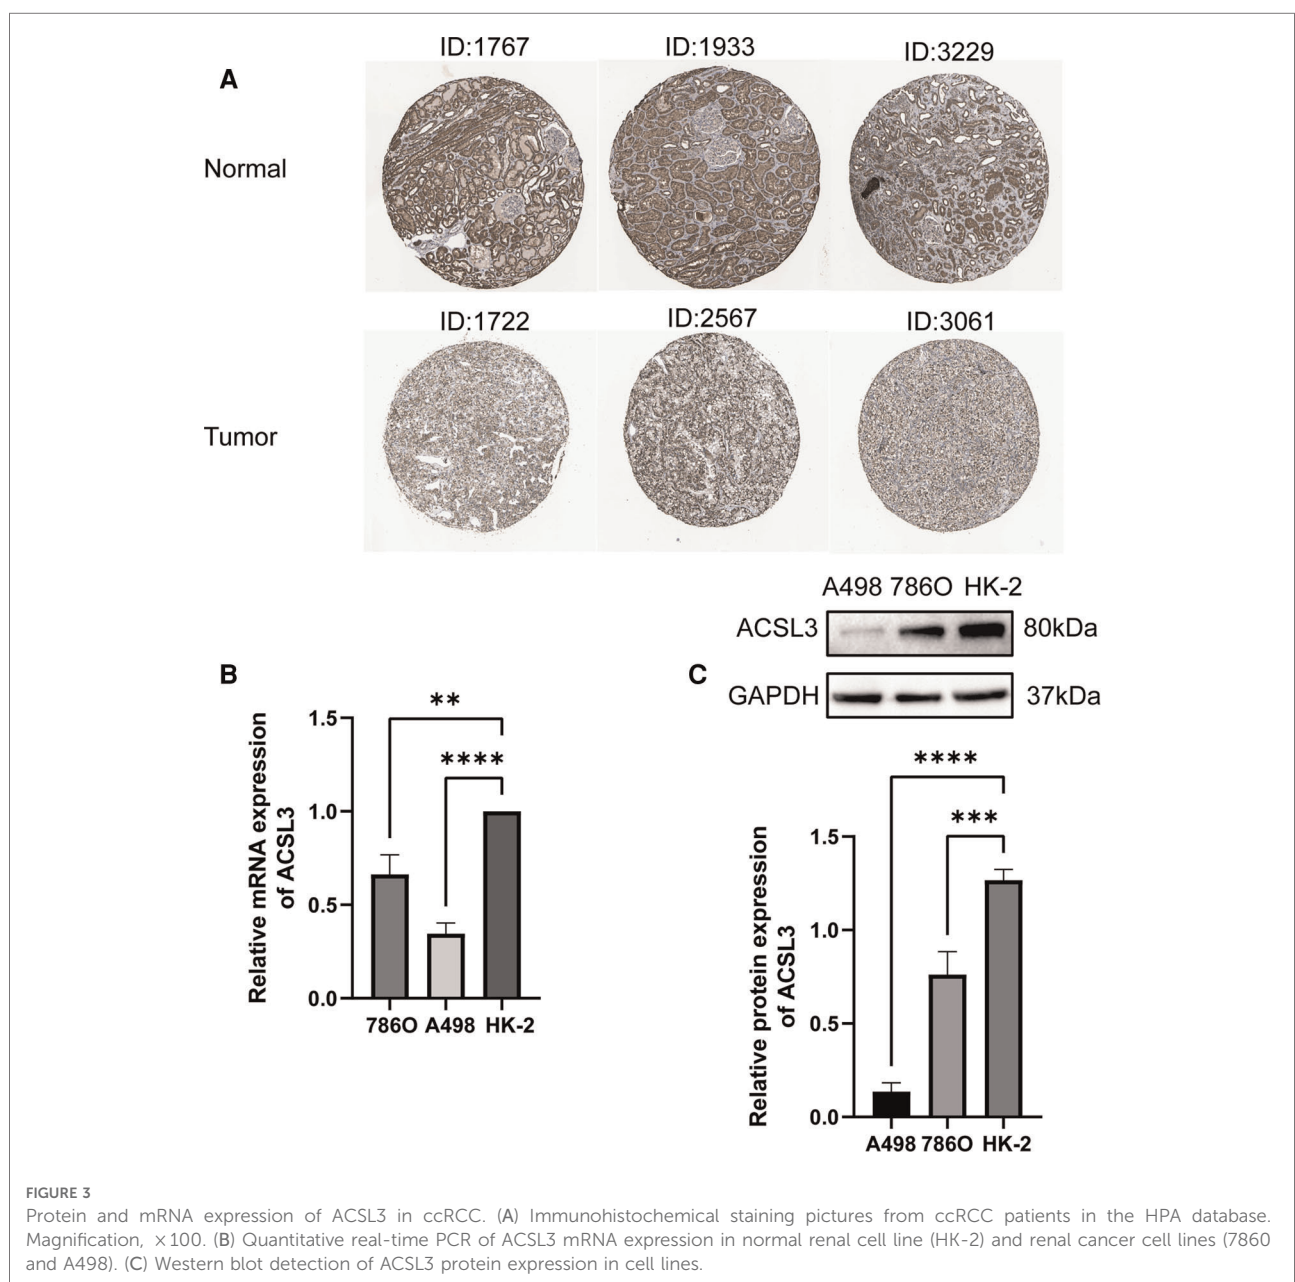 A
ID:1767
ID:1933
ID:3229
Normal
ID:1722
ID:2567
ID:3061
Tumor
B
**
****
Relative mRNA expression
of ACSL3
1.5
1.0
0.5
0.0
786O
A498
HK-2
C
A498 786O HK-2
ACSL3
80kDa
GAPDH
37kDa
****
***
Relative protein expression
of ACSL3
1.5
1.0
0.5
0.0
A498 786O HK-2
FIGURE 3
Protein and mRNA expression of ACSL3 in ccRCC. (A) Immunohistochemical staining pictures from ccRCC patients in the HPA database.
Magnification, ×100. (B) Quantitative real-time PCR of ACSL3 mRNA expression in normal renal cell line (HK-2) and renal cancer cell lines (7860
and A498). (C) Western blot detection of ACSL3 protein expression in cell lines.